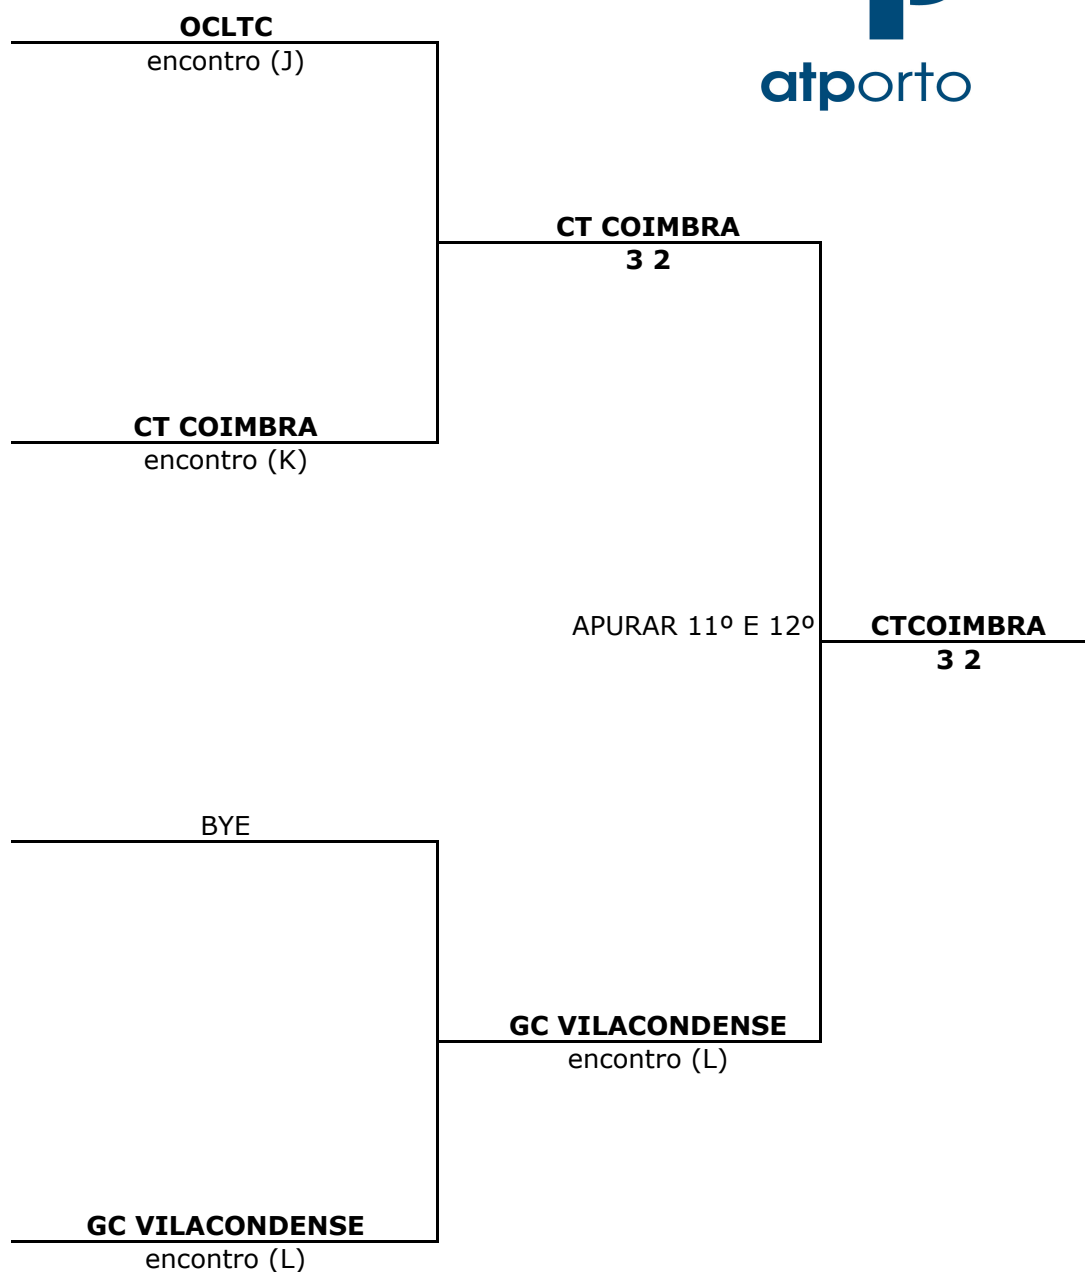 OCLTC
encontro (J)
atporto
CT COIMBRA
3 2
CT COIMBRA
encontro (K)
APURAR 11º E 12º
CTCOIMBRA
3 2
BYE
GC VILACONDENSE
encontro (L)
GC VILACONDENSE
encontro (L)